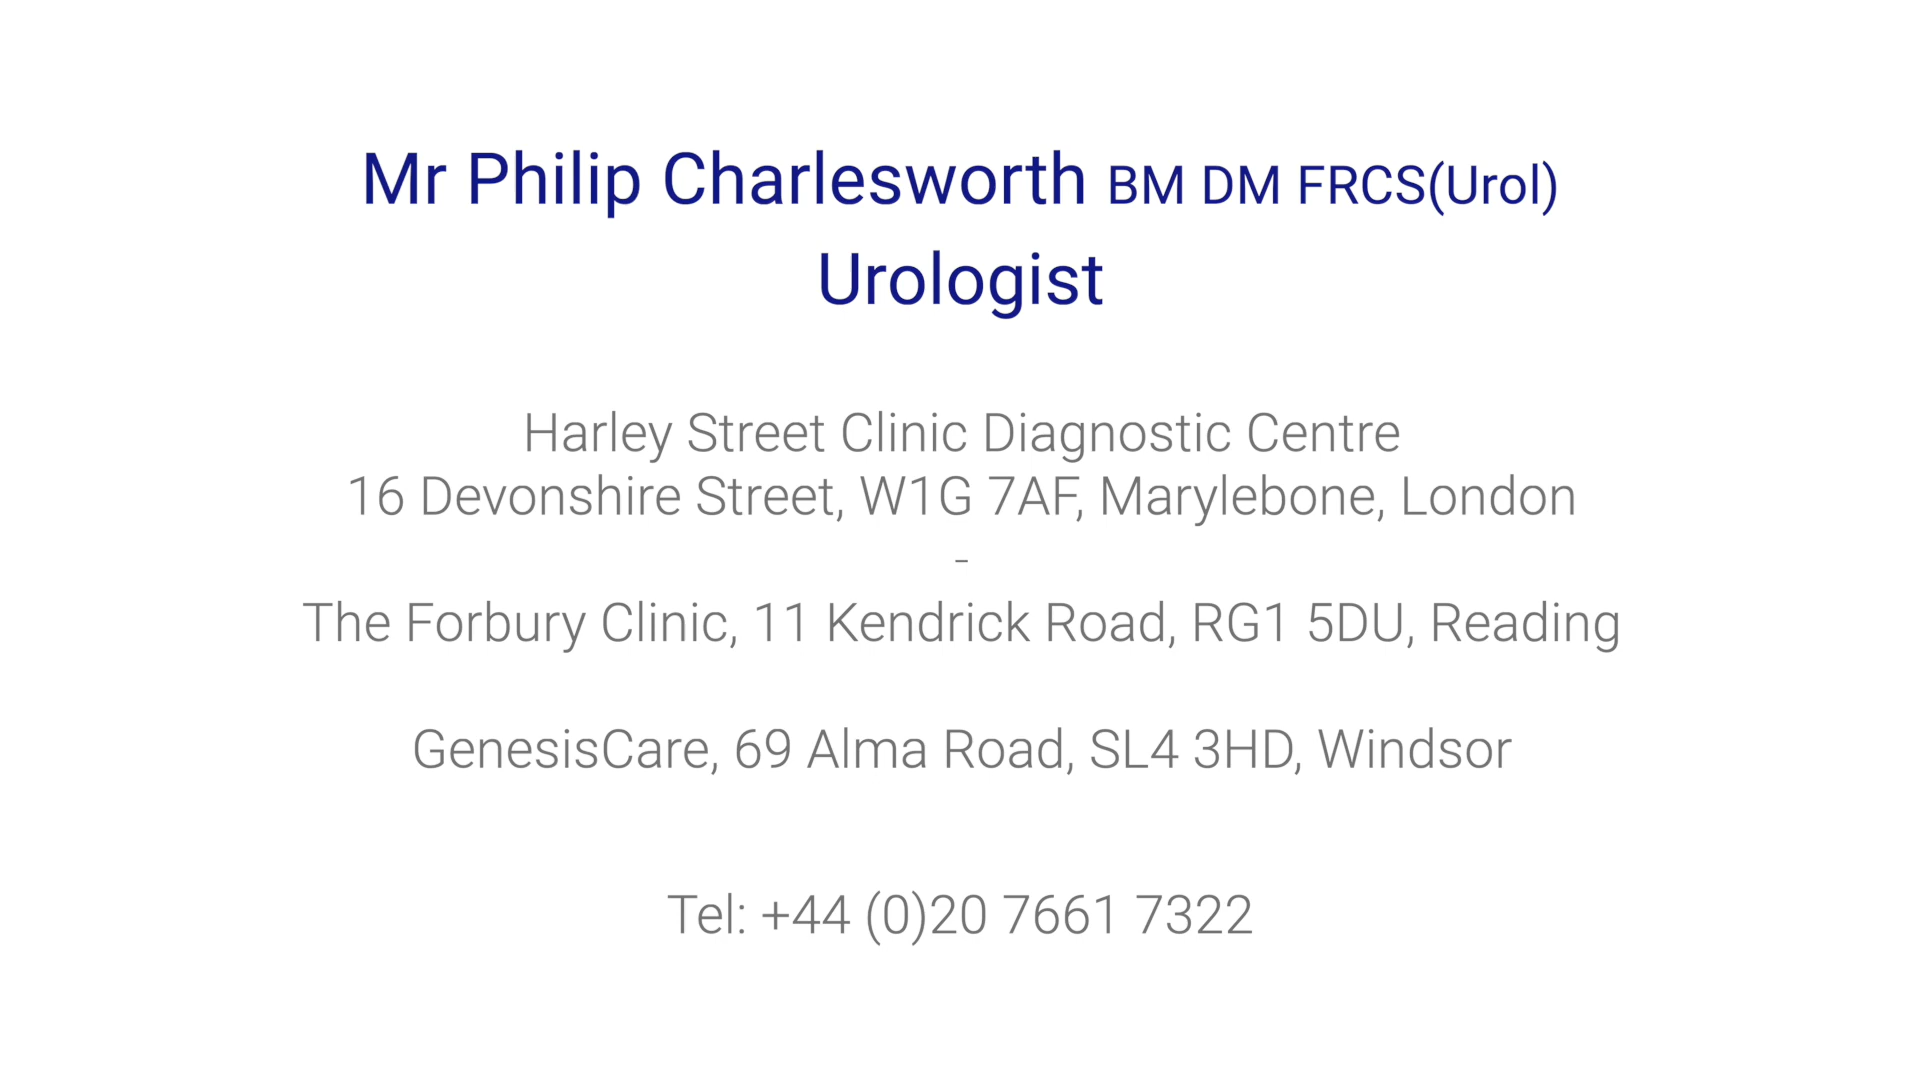 Mr Philip Charlesworth BM DM FRCS(Urol)
Urologist
Harley Street Clinic Diagnostic Centre
16 Devonshire Street, W1G 7AF, Marylebone, London
-
The Forbury Clinic, 11 Kendrick Road, RG1 5DU, Reading
GenesisCare, 69 Alma Road, SL4 3HD, Windsor
Tel: +44 (0)20 7661 7322